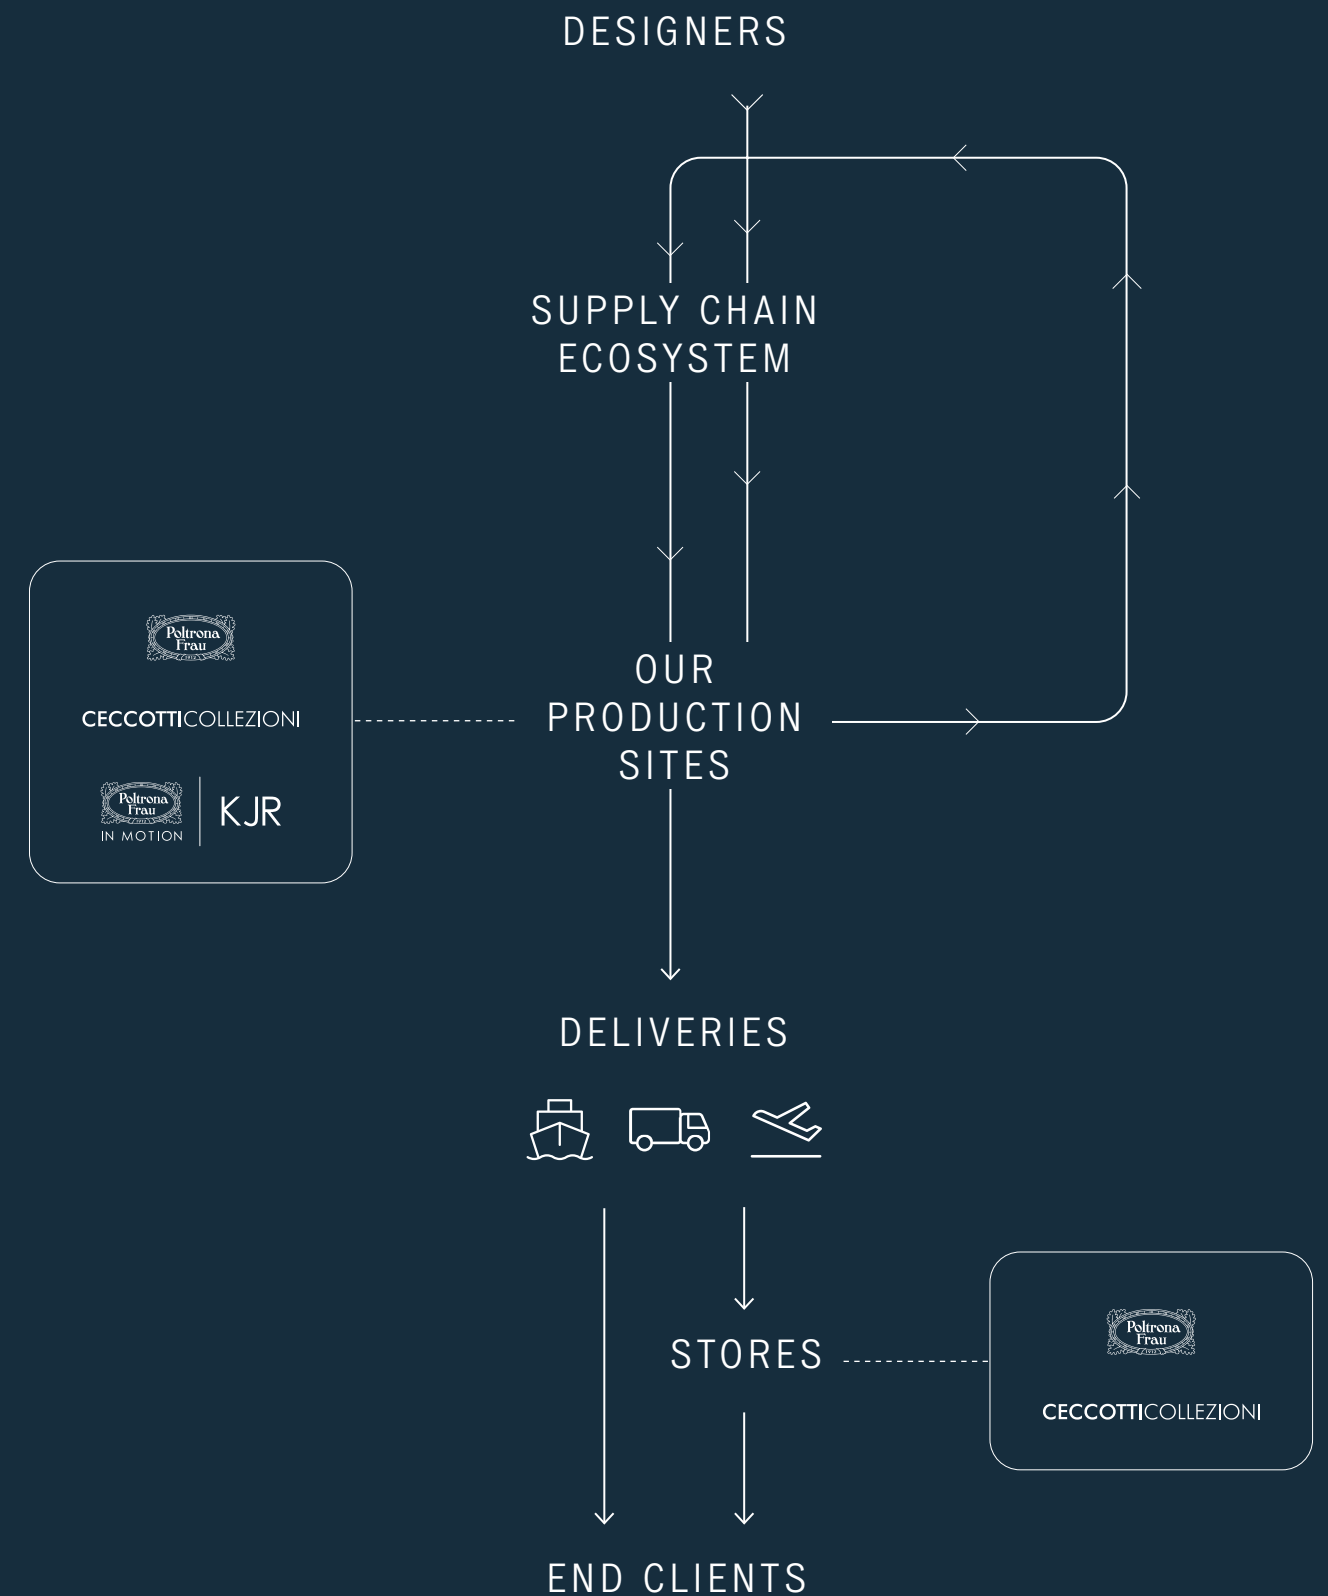 DESIGNERS
SUPPLY CHAIN
ECOSYSTEM
Poltrona
Frau
CECCOTTICOLLEZIONI
Poltrona
Frau
IN MOTION
KJR
OUR
PRODUCTION
SITES
DELIVERIES
STORES
Poltrona
Frau
CECCOTTICOLLEZIONI
END CLIENTS